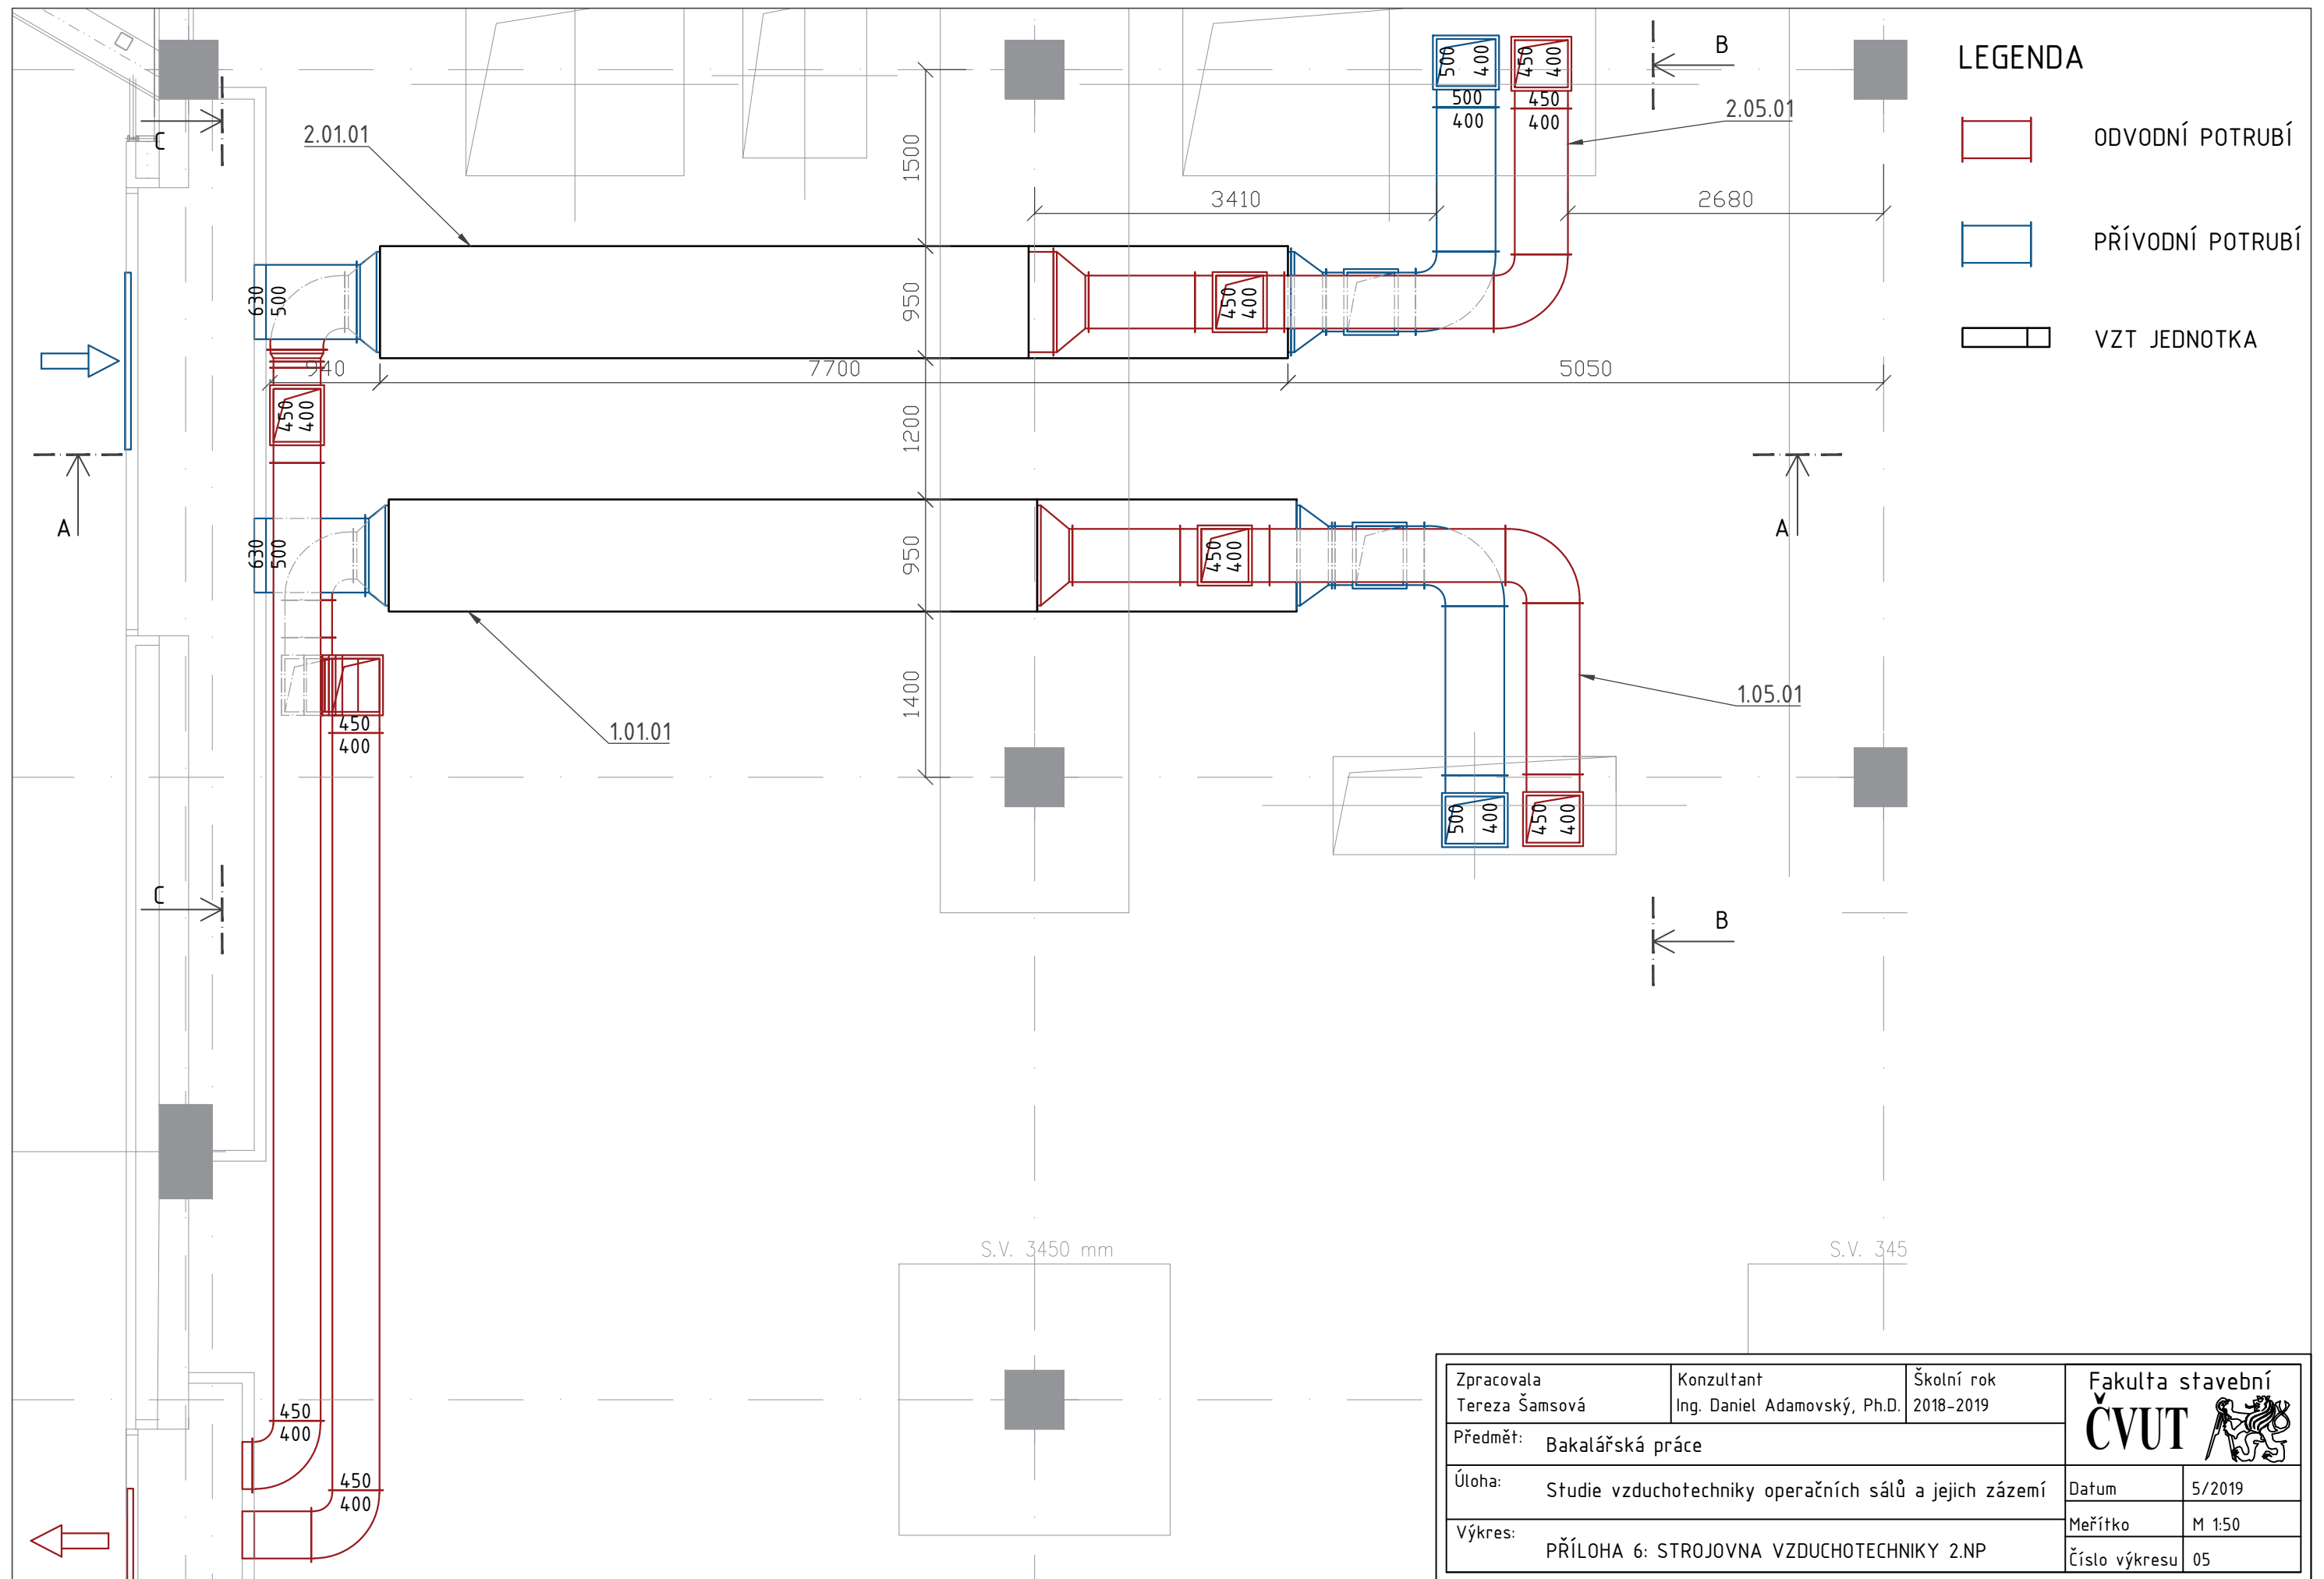 LEGENDA
ODVODNÍ POTRUBÍ
PŘÍVODNÍ POTRUBÍ
VZT JEDNOTKA
B
500
400
450
400
500
400
450
400
2.05.01
C
2.01.01
1500
3410
2680
630
500
950
450
400
940
7700
5050
450
400
1200
A
A
630
500
950
450
400
1400
1.05.01
450
400
1.01.01
500
400
450
400
C
B
S.V. 3450 mm
S.V. 345
450
400
450
400
Zpracovala
Tereza Šamsová
Konzultant
Ing. Daniel Adamovský, Ph.D.
Školní rok
2018-2019
Fakulta stavební
ČVUT
Předmět: Bakalářská práce
Úloha: Studie vzduchotechniky operačních sálů a jejich zázemí
Datum 5/2019
Meřítko M 1:50
Výkres: PŘÍLOHA 6: STROJOVNA VZDUCHOTECHNIKY 2.NP
Číslo výkresu 05